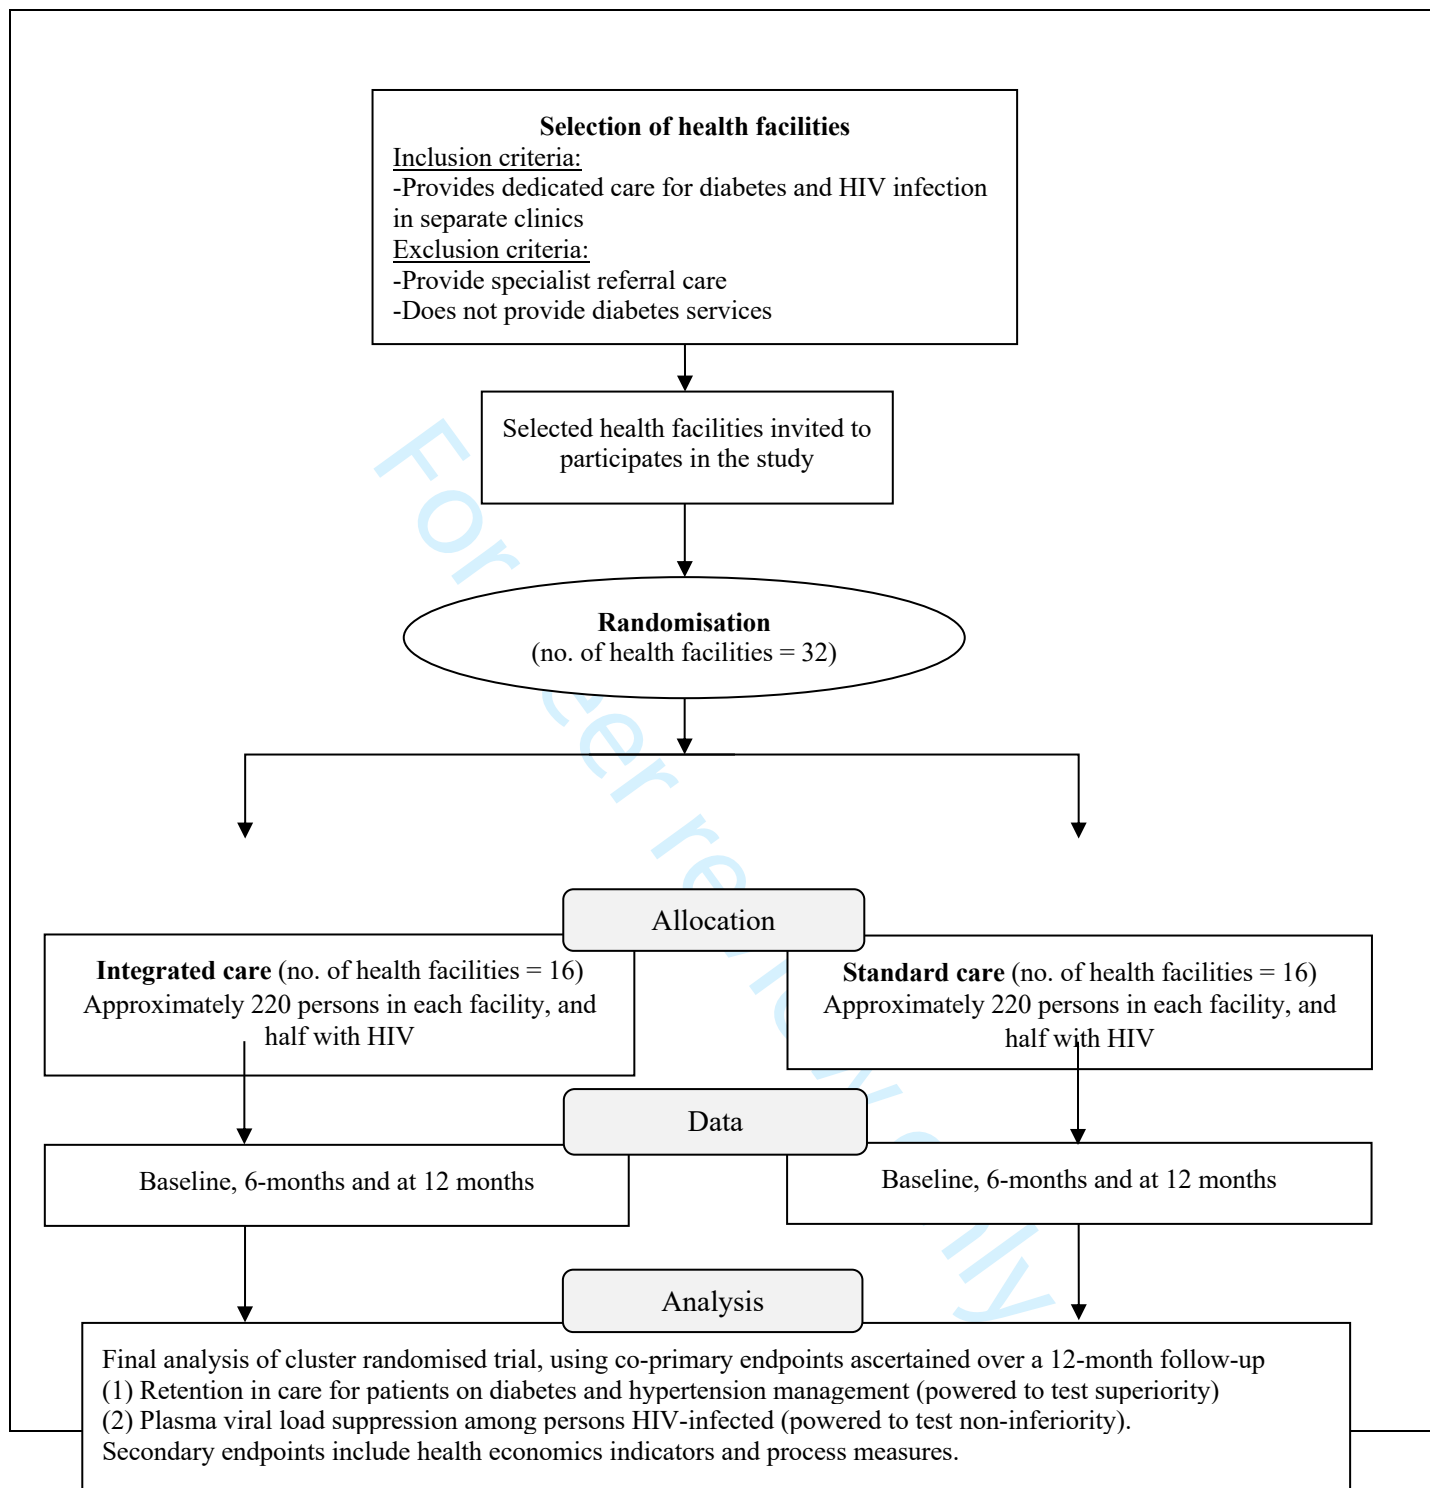 Selection of health facilities
Inclusion criteria:
-Provides dedicated care for diabetes and HIV infection
in separate clinics
Exclusion criteria:
-Provide specialist referral care
-Does not provide diabetes services
Selected health facilities invited to
participates in the study
Randomisation
(no. of health facilities = 32)
Allocation
Integrated care (no. of health facilities = 16)
Approximately 220 persons in each facility, and
half with HIV
Standard care (no. of health facilities = 16)
Approximately 220 persons in each facility, and
half with HIV
Data
Baseline, 6-months and at 12 months
Baseline, 6-months and at 12 months
Analysis
Final analysis of cluster randomised trial, using co-primary endpoints ascertained over a 12-month follow-up
(1) Retention in care for patients on diabetes and hypertension management (powered to test superiority)
(2) Plasma viral load suppression among persons HIV-infected (powered to test non-inferiority).
Secondary endpoints include health economics indicators and process measures.
For peer review only